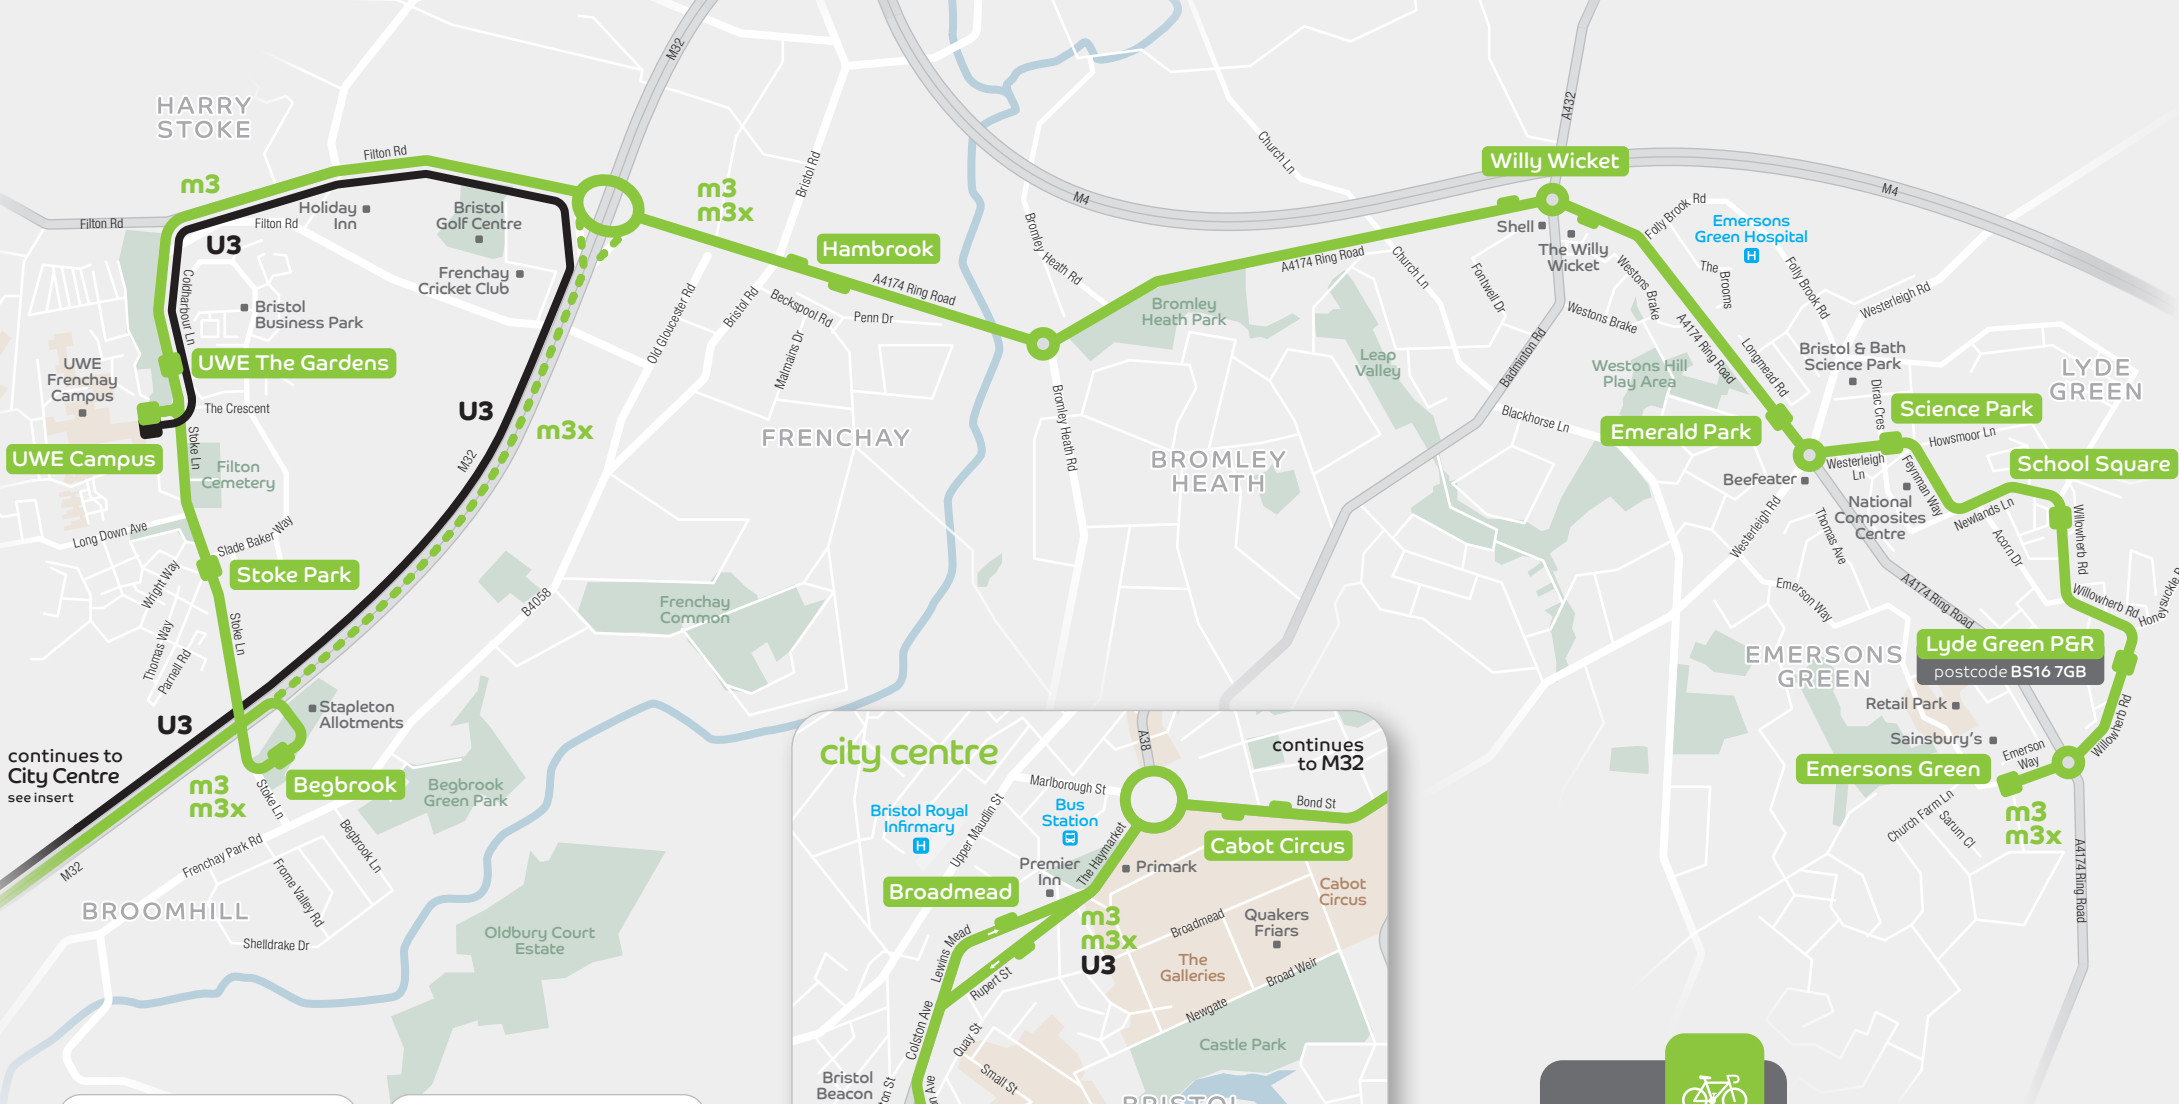 HARRY
STOKE
M32
Filton Rd
m3
Filton Rd
Holiday
Inn
Filton Rd
U3
Bristol
Golf Centre
Frenchay
Cricket Club
Bristol
Business Park
Coldharbour Ln
UWE The Gardens
UWE
Frenchay
Campus
The Crescent
UWE Campus
Stoke Ln
Filton
Cemetery
Long Down Ave
Slade Baker Way
Stoke Park
Wright Way
Thomas Way
Parnell Rd
Stoke Ln
U3
M32
m3x
U3
continues to
City Centre
see insert
m3
m3x
M32
Stapleton
Allotments
Begbrook
Stoke Ln
Begbrook
Green Park
Frenchay Park Rd
Begbrook Ln
Frome Valley Rd
Shelldrake Dr
BROOMHILL
Oldbury Court
Estate
B4058
Frenchay
Common
FRENCHAY
m3
m3x
Bristol Rd
Hambrook
A4174 Ring Road
Old Gloucester Rd
Bristol Rd
Beckspool Rd
Penn Dr
Malmains Dr
Bromley Heath Rd
Bromley Heath Rd
M4
Church Ln
Bromley
Heath Park
A4174 Ring Road
Church Ln
BROMLEY
HEATH
Leap
Valley
Fontwell Dr
Badminton Rd
Blackhorse Ln
A432
Willy Wicket
M4
Shell
The Willy
Wicket
Folly Brook Rd
Emersons
Green Hospital
H
The Brooms
Folly Brook Rd
Westons Brake
Westons Brake
Westerleigh Rd
A4174 Ring Road
Longmead Rd
Westons Hill
Play Area
Bristol & Bath
Science Park
Dirac Cres
LYDE
GREEN
Science Park
Emerald Park
Howsmoor Ln
Westerleigh
Ln
School Square
Beefeater
National
Composites
Centre
Feynman Way
Newlands Ln
Acorn Dr
Westerleigh Rd
Thomas Ave
Willowherb Rd
Willowherb Rd
Emerson Way
A4174 Ring Road
EMERSONS
GREEN
Lyde Green P&R
postcode BS16 7GB
Retail Park
Sainsbury's
Emerson
Way
Willowherb Rd
Emersons Green
Church Farm Ln
Sarum Cl
m3
m3x
A4174 Ring Road
city centre
A38
continues
to M32
Marlborough St
Bristol Royal
Infirmary
H
Upper Maudlin St
Bus
Station
Bond St
Cabot Circus
The Haymarket
Premier
Inn
Primark
Broadmead
Cabot
Circus
m3
m3x
U3
Broadmead
Quakers
Friars
Lewins Mead
Rupert St
The
Galleries
Broad Weir
Newgate
Colston Ave
Quay St
Castle Park
Small St
Bristol
Beacon
BRISTOL